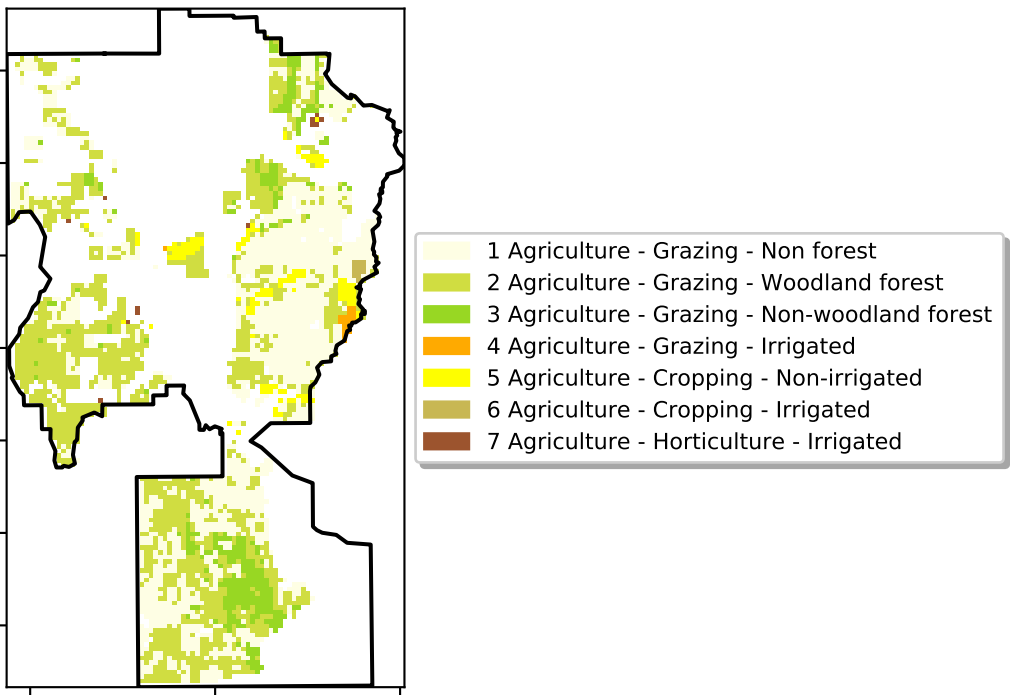 1 Agriculture - Grazing - Non forest
2 Agriculture - Grazing - Woodland forest
3 Agriculture - Grazing - Non-woodland forest
4 Agriculture - Grazing - Irrigated
5 Agriculture - Cropping - Non-irrigated
6 Agriculture - Cropping - Irrigated
7 Agriculture - Horticulture - Irrigated